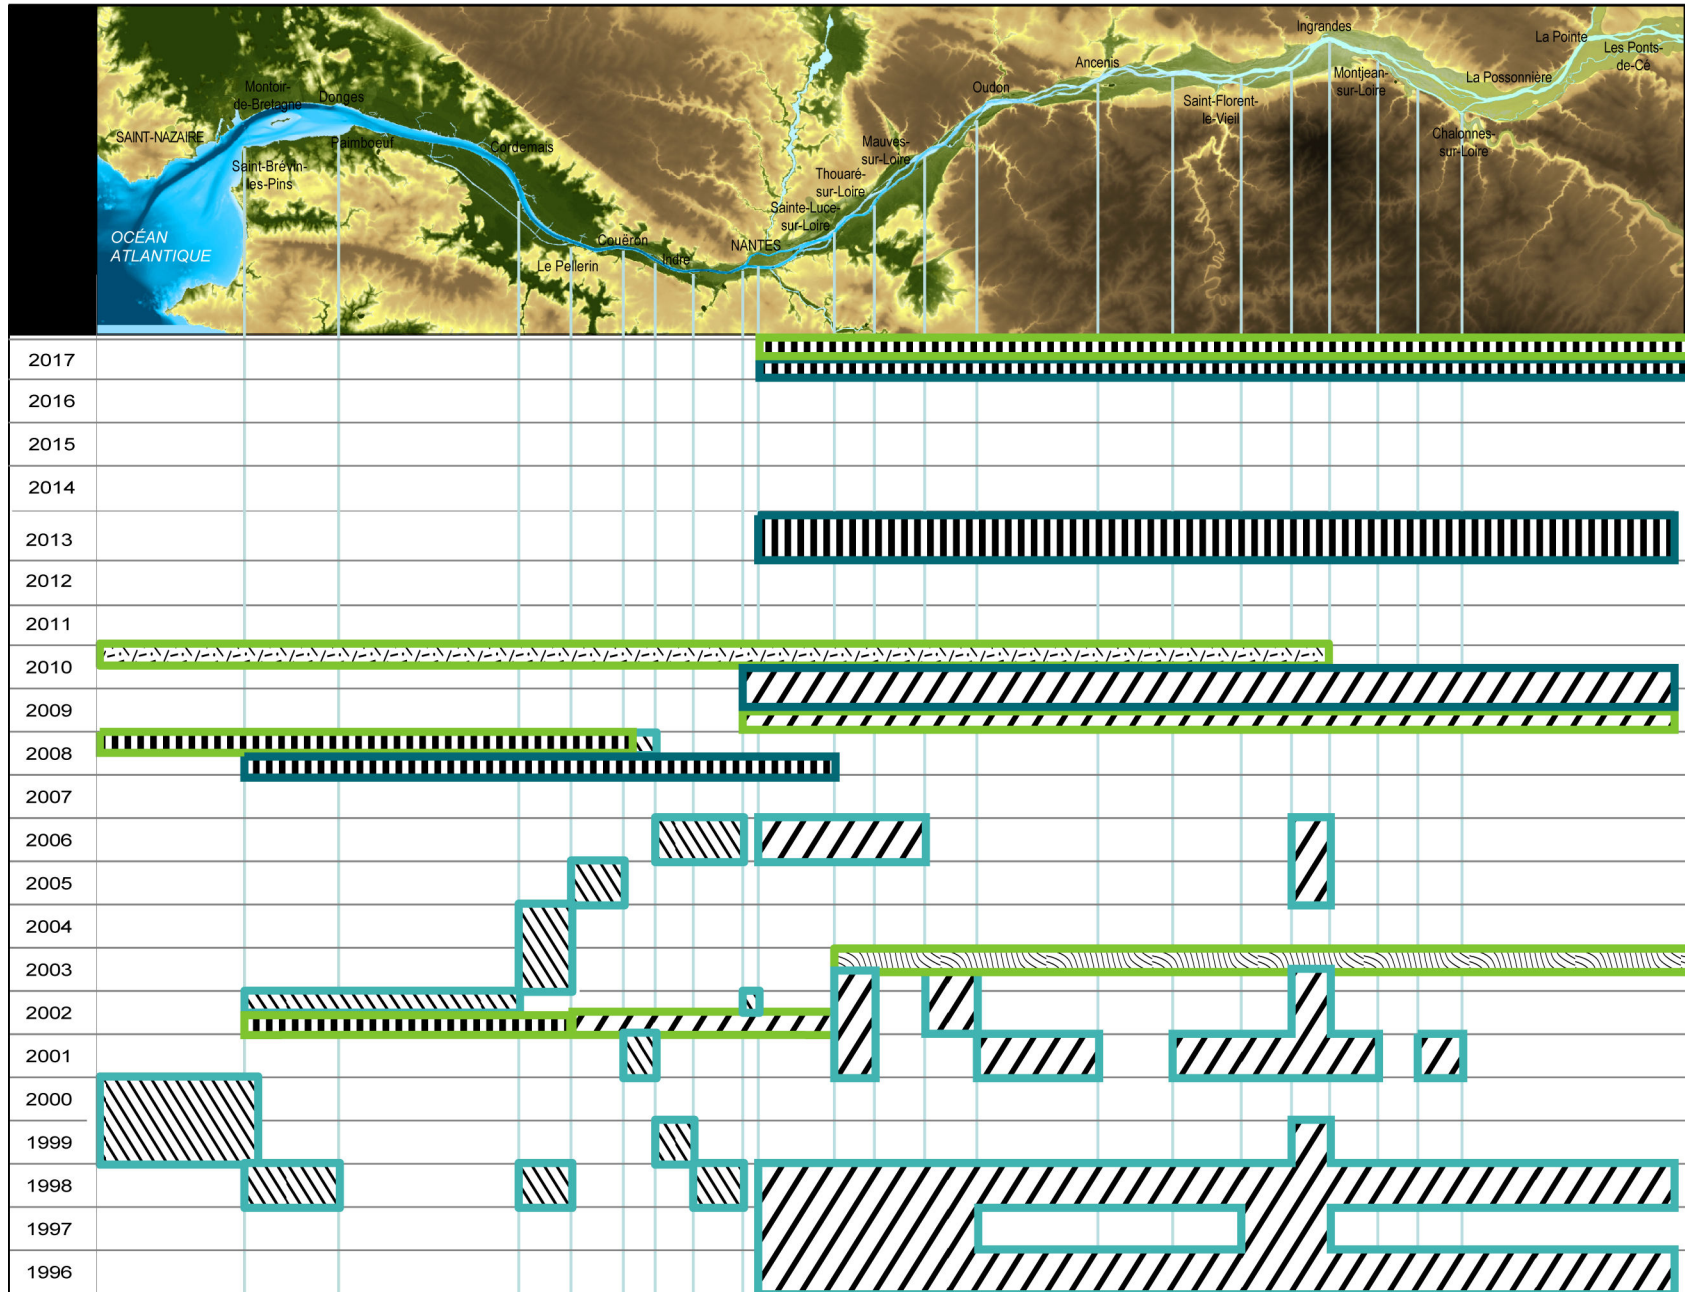 Ingrandes
La Pointe
Les Ponts-
de-Cé
Ancenis
La Possonnière
Montjean-
sur-Loire
Oudon
Montoir-
de-Bretagne
Donges
Saint-Florent-
le-Vieil
SAINT-NAZAIRE
Paimboeuf
Cordemais
Mauves-
sur-Loire
Chalonnes-
sur-Loire
Saint-Brévin-
les-Pins
Thouaré-
sur-Loire
Sainte-Luce-
sur-Loire
OCÉAN
ATLANTIQUE
Couëron
NANTES
Le Pellerin
Indre
2017
2016
2015
2014
2013
2012
2011
2010
2009
2008
2007
2006
2005
2004
2003
2002
2001
2000
1999
1998
1997
1996